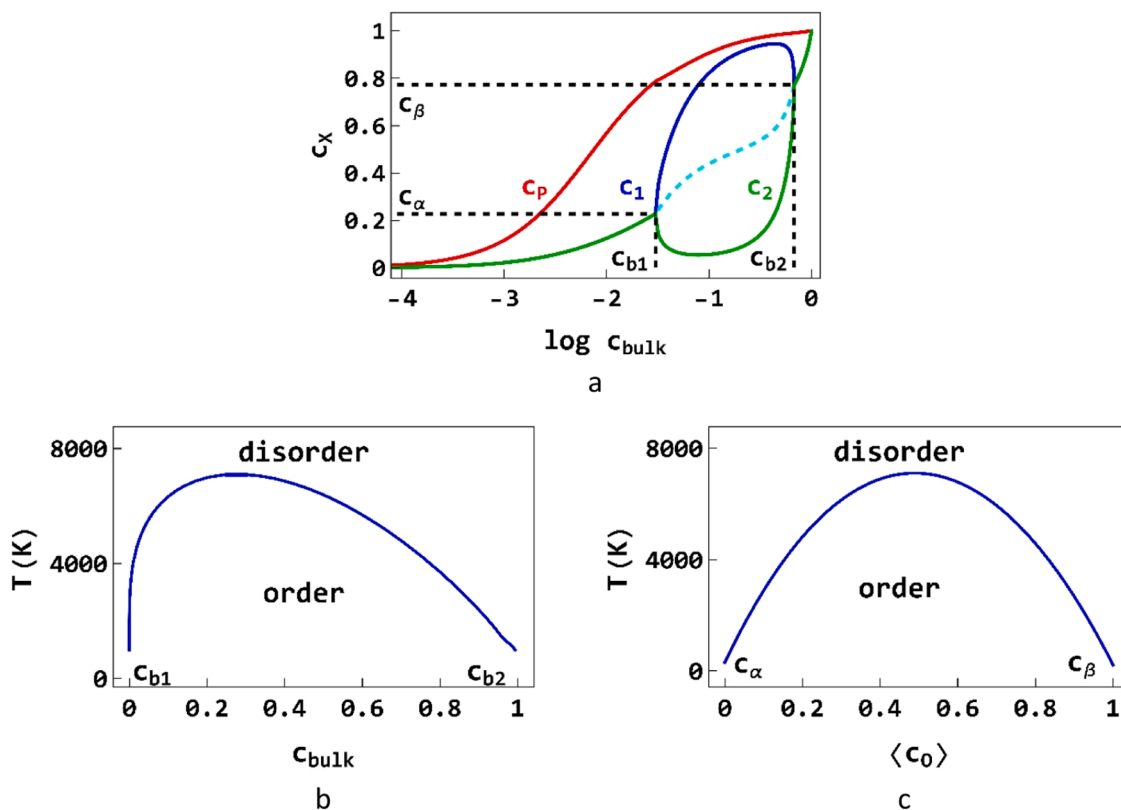 1
0.8
0.6
0.4
0.2
0
c_X
c_β
c_α
c_P
c_1
c_2
c_b1
c_b2
-4
-3
-2
-1
0
log c_bulk
a
8000
4000
0
T(K)
disorder
order
c_b1
c_b2
0
0.2
0.4
0.6
0.8
1
c_bulk
b
8000
4000
0
T(K)
disorder
order
c_α
c_β
0
0.2
0.4
0.6
0.8
1
⟨c_0⟩
c